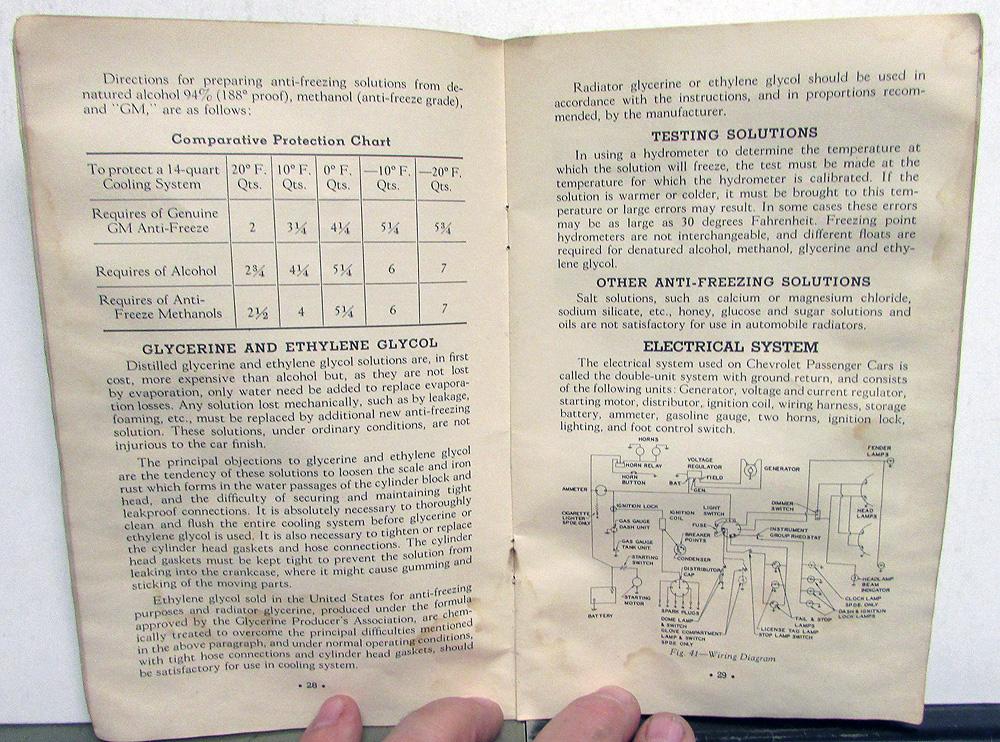 Directions for preparing anti-freezing solutions from de-
natured alcohol 94% (188° proof), methanol (anti-freeze grade),
and "GM," are as follows:
Comparative Protection Chart
To protect a 14-quart Cooling System 20° F. Qts. 10° F. Qts. 0° F. Qts. —10° F. Qts. —20° F. Qts.
Requires of Genuine GM Anti-Freeze 2 3¼ 4¼ 5¼ 5¾
Requires of Alcohol 2¾ 4¼ 5¼ 6 7
Requires of Anti-Freeze Methanols 2½ 4 5¼ 6 7
GLYCERINE AND ETHYLENE GLYCOL
Distilled glycerine and ethylene glycol solutions are, in first
cost, more expensive than alcohol but, as they are not lost
by evaporation, only water need be added to replace evapora-
tion losses. Any solution lost mechanically, such as by leakage,
foaming, etc., must be replaced by additional new anti-freezing
solution. These solutions, under ordinary conditions, are not
injurious to the car finish.
The principal objections to glycerine and ethylene glycol
are the tendency of these solutions to loosen the scale and iron
rust which forms in the water passages of the cylinder block and
head, and the difficulty of securing and maintaining tight
leakproof connections. It is absolutely necessary to thoroughly
clean and flush the entire cooling system before glycerine or
ethylene glycol is used. It is also necessary to tighten or replace
the cylinder head gaskets and hose connections. The cylinder
head gaskets must be kept tight to prevent the solution from
leaking into the crankcase, where it might cause gumming and
sticking of the moving parts.
Ethylene glycol sold in the United States for anti-freezing
purposes and radiator glycerine, produced under the formula
approved by the Glycerine Producer's Association, are chem-
ically treated to overcome the principal difficulties mentioned
in the above paragraph, and under normal operating conditions,
with tight hose connections and cylinder head gaskets, should
be satisfactory for use in cooling system.
• 28 •
Radiator glycerine or ethylene glycol should be used in
accordance with the instructions, and in proportions recom-
mended, by the manufacturer.
TESTING SOLUTIONS
In using a hydrometer to determine the temperature at
which the solution will freeze, the test must be made at the
temperature for which the hydrometer is calibrated. If the
solution is warmer or colder, it must be brought to this tem-
perature or large errors may result. In some cases these errors
may be as large as 30 degrees Fahrenheit. Freezing point
hydrometers are not interchangeable, and different floats are
required for denatured alcohol, methanol, glycerine and ethy-
lene glycol.
OTHER ANTI-FREEZING SOLUTIONS
Salt solutions, such as calcium or magnesium chloride,
sodium silicate, etc., honey, glucose and sugar solutions and
oils are not satisfactory for use in automobile radiators.
ELECTRICAL SYSTEM
The electrical system used on Chevrolet Passenger Cars is
called the double-unit system with ground return, and consists
of the following units: Generator, voltage and current regulator,
starting motor, distributor, ignition coil, wiring harness, storage
battery, ammeter, gasoline gauge, two horns, ignition lock,
lighting, and foot control switch.
HORNS
HORN RELAY
HORN
BUTTON
VOLTAGE
REGULATOR
BAT.
FIELD
GEN.
GENERATOR
FENDER
LAMPS
AMMETER
CIGARETTE
LIGHTER
SP.DE.ONLY
IGNITION LOCK
GAS GAUGE
DASH UNIT
GAS GAUGE
TANK UNIT.
IGNITION
COIL
LIGHT
SWITCH
FUSE
BREAKER
POINTS
CONDENSER
DIMMER
SWITCH
INSTRUMENT
GROUP RHEOSTAT
HEAD
LAMPS
STARTING
SWITCH
DISTRIBUTOR
CAP
STARTING
MOTOR
BATTERY
SPARK PLUGS
DOME LAMP
& SWITCH
GLOVE COMPARTMENT
LAMP & SWITCH
SP.DE. ONLY
HEADLAMP
BEAM
INDICATOR
CLOCK LAMP
SP.DE. ONLY
DASH & IGNITION
LOCK LAMPS
TAIL & STOP
LAMPS
LICENSE TAG LAMP
STOP LAMP SWITCH
Fig. 41—Wiring Diagram
• 29 •